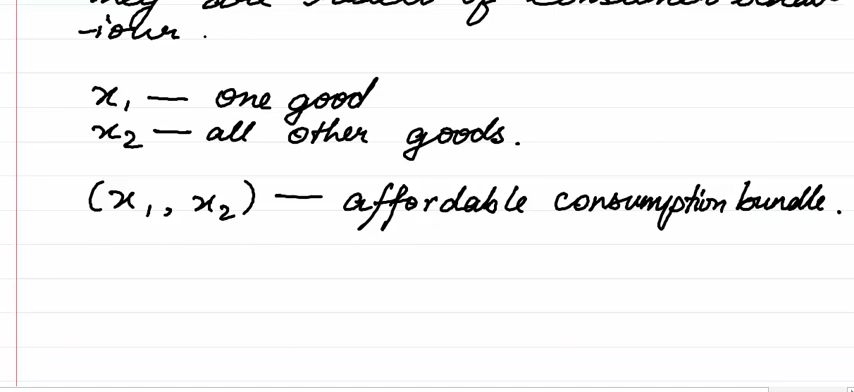 -iour.
x₁ — one good
x₂ — all other goods.
(x₁, x₂) — affordable consumption bundle.